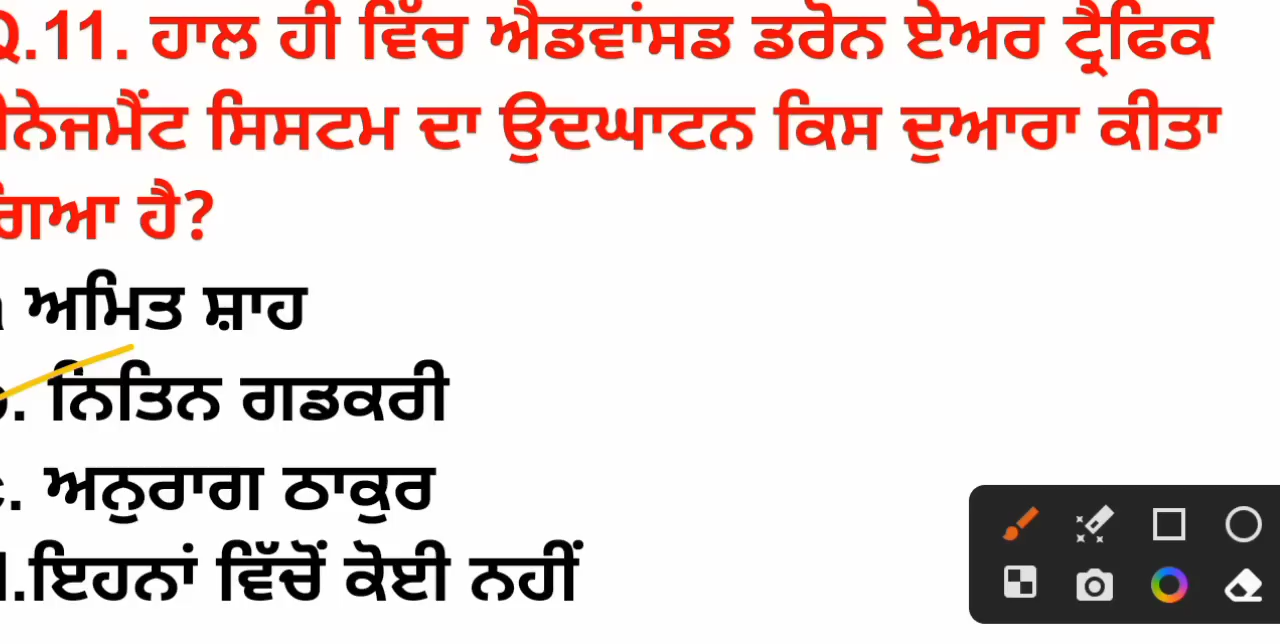 Q.11. ਹਾਲ ਹੀ ਵਿੱਚ ਐਡਵਾਂਸਡ ਡਰੋਨ ਏਅਰ ਟ੍ਰੈਫਿਕ
ਮੈਨੇਜਮੈਂਟ ਸਿਸਟਮ ਦਾ ਉਦਘਾਟਨ ਕਿਸ ਦੁਆਰਾ ਕੀਤਾ
ਗਿਆ ਹੈ?
a ਅਮਿਤ ਸ਼ਾਹ
b. ਨਿਤਿਨ ਗਡਕਰੀ
c. ਅਨੁਰਾਗ ਠਾਕੁਰ
d.ਇਹਨਾਂ ਵਿੱਚੋਂ ਕੋਈ ਨਹੀਂ